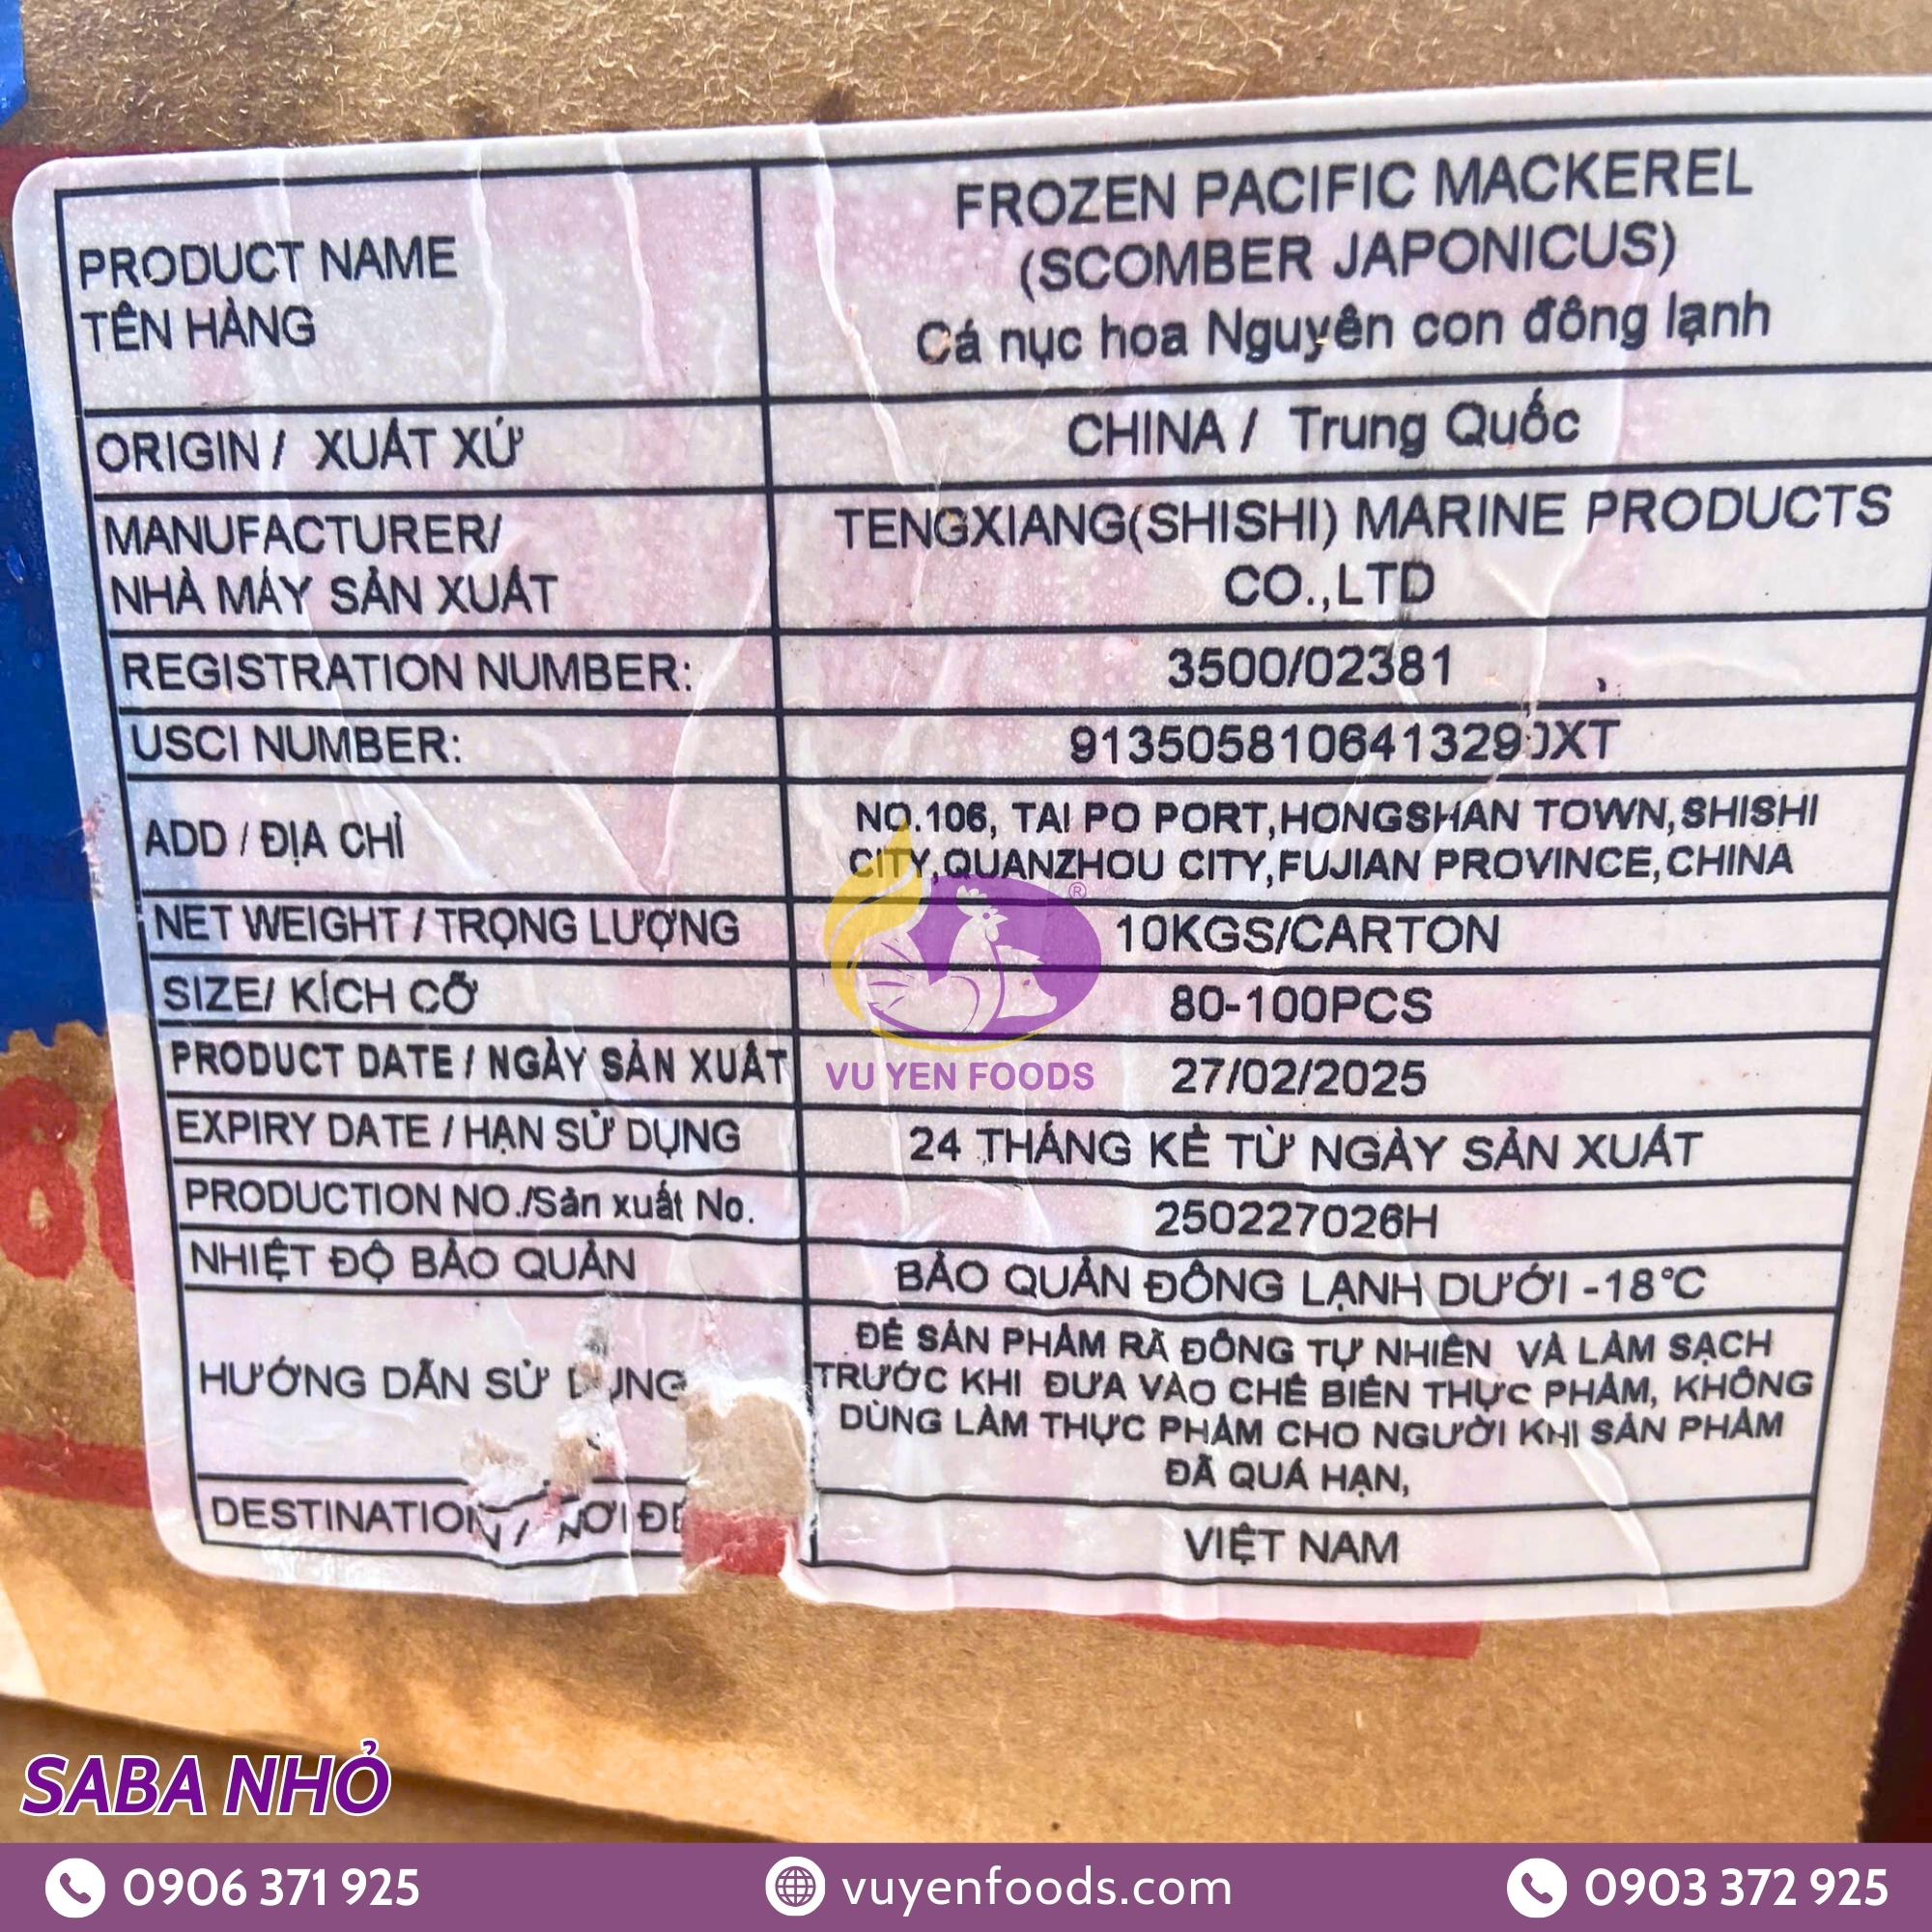 PRODUCT NAME
TÊN HÀNG
FROZEN PACIFIC MACKEREL
(SCOMBER JAPONICUS)
Cá nục hoa Nguyên con đông lạnh
ORIGIN / XUẤT XỨ
CHINA / Trung Quốc
MANUFACTURER/
NHÀ MÁY SẢN XUẤT
TENGXIANG(SHISHI) MARINE PRODUCTS
CO.,LTD
REGISTRATION NUMBER:
3500/02381
USCI NUMBER:
ADD / ĐỊA CHỈ
NO.106, TAI PO PORT,HONGSHAN TOWN,SHISHI
CITY,QUANZHOU CITY,FUJIAN PROVINCE,CHINA
NET WEIGHT / TRỌNG LƯỢNG
10KGS/CARTON
SIZE/ KÍCH CỠ
80-100PCS
PRODUCT DATE / NGÀY SẢN XUẤT
27/02/2025
EXPIRY DATE / HẠN SỬ DỤNG
24 THÁNG KỂ TỪ NGÀY SẢN XUẤT
PRODUCTION NO./Sản xuất No.
250227026H
NHIỆT ĐỘ BẢO QUẢN
BẢO QUẢN ĐÔNG LẠNH DƯỚI -18°C
HƯỚNG DẪN SỬ
ĐỂ SẢN PHẨM RÃ ĐÔNG TỰ NHIÊN VÀ LÀM SẠCH
TRƯỚC KHI ĐƯA VÀO CHẾ BIẾN THỰC PHẨM, KHÔNG
DÙNG LÀM THỰC PHẨM CHO NGƯỜI KHI SẢN PHẨM
ĐÃ QUÁ HẠN,
DESTINATION /
VIỆT NAM
®
VU YEN FOODS
SABA NHỎ
0906 371 925
vuyenfoods.com
0903 372 925